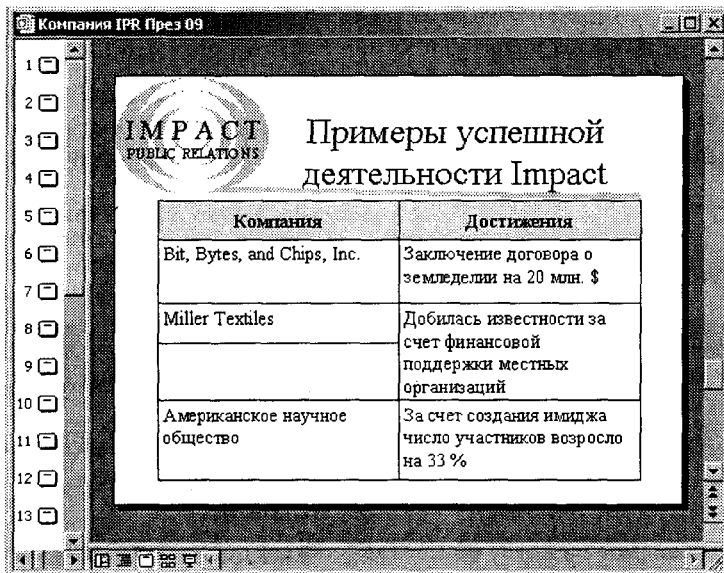 Компания IPR През 09
1
2
3
4
5
6
7
8
9
10
11
12
13
IMPACT
PUBLIC RELATIONS
Примеры успешной
деятельности Impact
Компания
Достижения
Bit, Bytes, and Chips, Inc.
Заключение договора о
земледелии на 20 млн. $
Miller Textiles
Добилась известности за
счет финансовой
поддержки местных
организаций
Американское научное
общество
За счет создания имиджа
число участников возросло
на 33 %